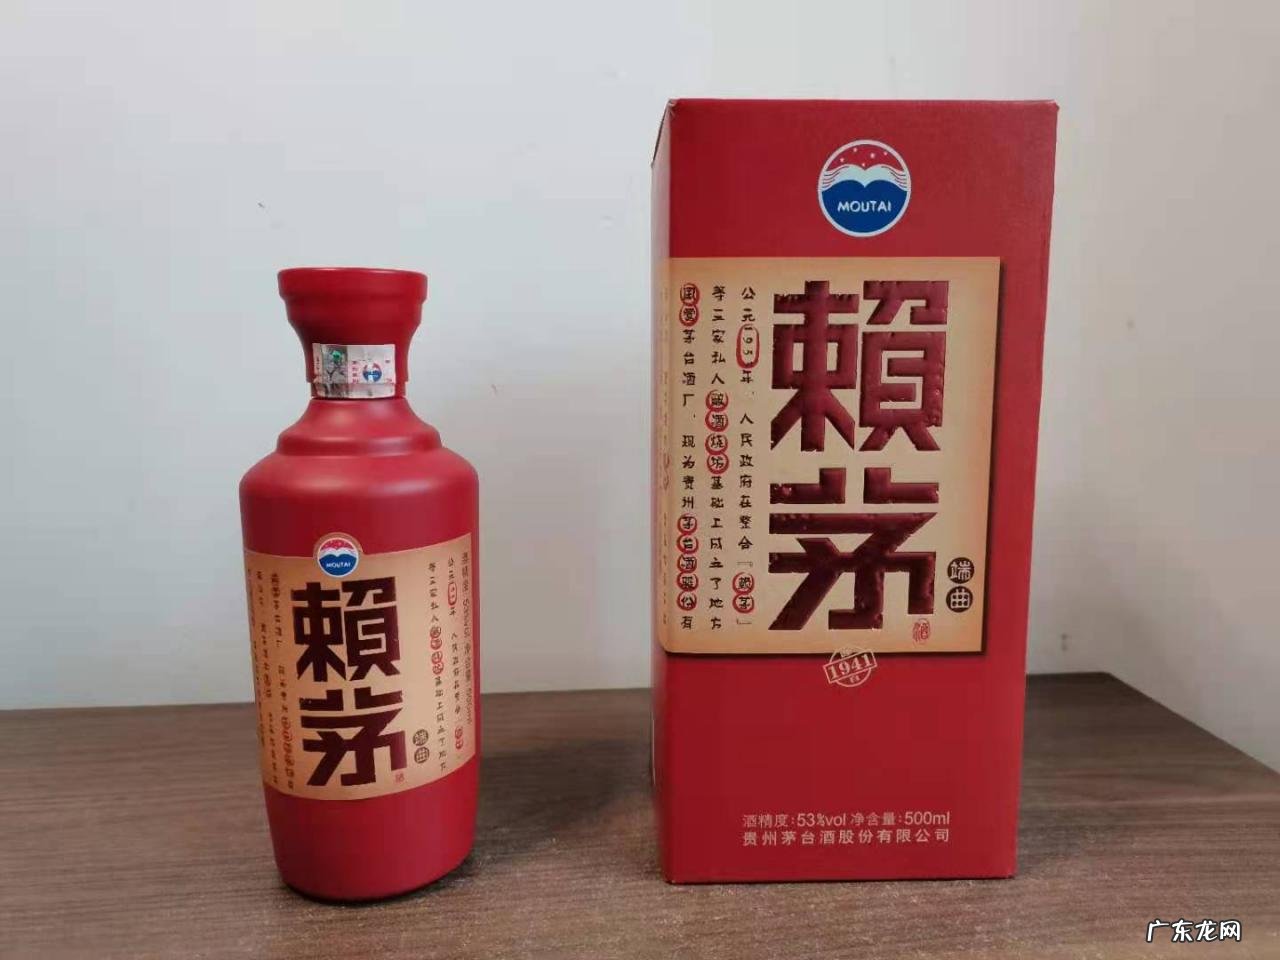 MOUTAI
賴茅
端曲
酒
公元1951年，人民政府在整合『赖茅』
等三家私人酿酒烧坊基础上成立了地方
国营茅台酒厂，现为贵州茅台酒股份有
1941
酒精度:53%vol 净含量:500ml
贵州茅台酒股份有限公司
MOUTAI
賴茅
端曲
广东龙网